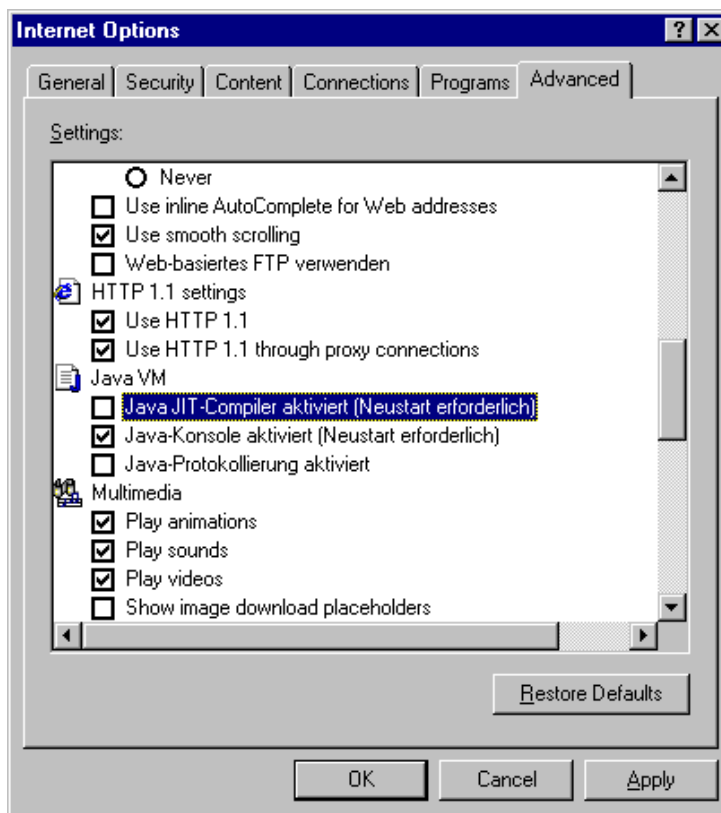 Internet Options
General Security Content Connections Programs Advanced
Settings:
Never
Use inline AutoComplete for Web addresses
Use smooth scrolling
Web-basiertes FTP verwenden
HTTP 1.1 settings
Use HTTP 1.1
Use HTTP 1.1 through proxy connections
Java VM
Java JIT-Compiler aktiviert (Neustart erforderlich)
Java-Konsole aktiviert (Neustart erforderlich)
Java-Protokollierung aktiviert
Multimedia
Play animations
Play sounds
Play videos
Show image download placeholders
Restore Defaults
OK Cancel Apply